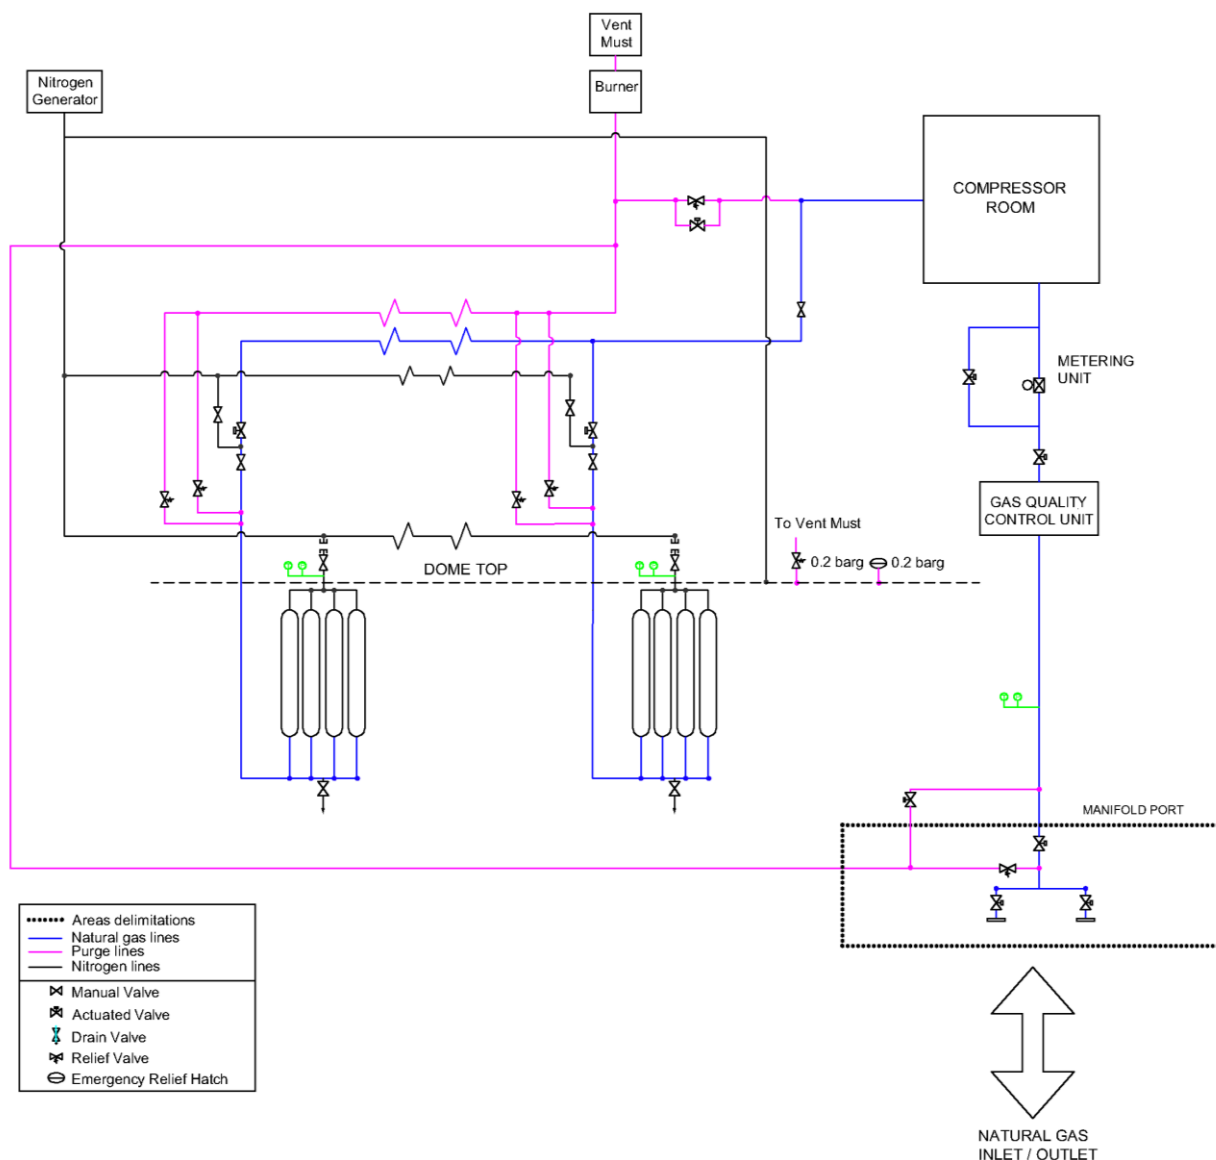 Vent
Must
Nitrogen
Generator
Burner
COMPRESSOR
ROOM
METERING
UNIT
GAS QUALITY
CONTROL UNIT
To Vent Must
0.2 barg
0.2 barg
DOME TOP
MANIFOLD PORT
Areas delimitations
Natural gas lines
Purge lines
Nitrogen lines
Manual Valve
Actuated Valve
Drain Valve
Relief Valve
Emergency Relief Hatch
NATURAL GAS
INLET / OUTLET